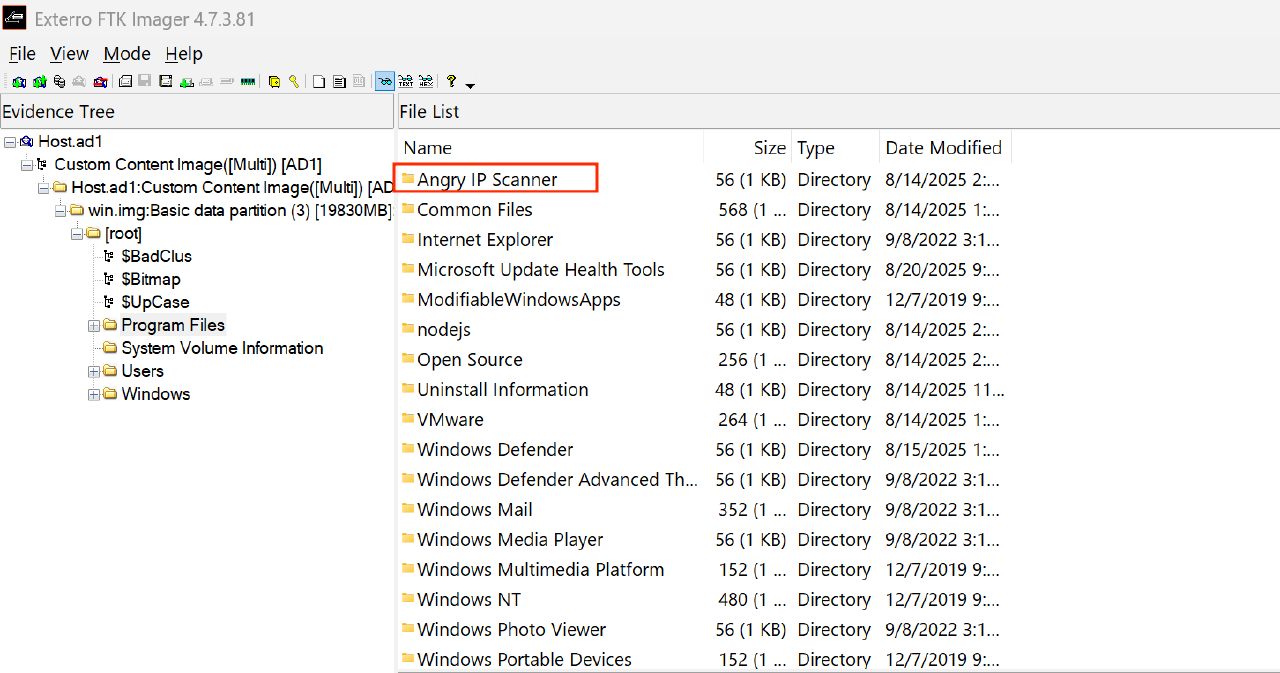 Exterro FTK Imager 4.7.3.81
File View Mode Help
Evidence Tree
Host.ad1
Custom Content Image([Multi]) [AD1]
Host.ad1:Custom Content Image([Multi]) [AD
win.img:Basic data partition (3) [19830MB]
[root]
$BadClus
$Bitmap
$UpCase
Program Files
System Volume Information
Users
Windows
File List
Name Size Type Date Modified
Angry IP Scanner 56 (1 KB) Directory 8/14/2025 2:...
Common Files 568 (1 ... Directory 8/14/2025 1:...
Internet Explorer 56 (1 KB) Directory 9/8/2022 3:1...
Microsoft Update Health Tools 56 (1 KB) Directory 8/20/2025 9:...
ModifiableWindowsApps 48 (1 KB) Directory 12/7/2019 9:...
nodejs 56 (1 KB) Directory 8/14/2025 2:...
Open Source 256 (1 ... Directory 8/14/2025 2:...
Uninstall Information 48 (1 KB) Directory 8/14/2025 11...
VMware 264 (1 ... Directory 8/14/2025 1:...
Windows Defender 56 (1 KB) Directory 8/15/2025 1:...
Windows Defender Advanced Th... 56 (1 KB) Directory 9/8/2022 3:1...
Windows Mail 352 (1 ... Directory 9/8/2022 3:1...
Windows Media Player 56 (1 KB) Directory 9/8/2022 3:1...
Windows Multimedia Platform 152 (1 ... Directory 12/7/2019 9:...
Windows NT 480 (1 ... Directory 12/7/2019 9:...
Windows Photo Viewer 56 (1 KB) Directory 9/8/2022 3:1...
Windows Portable Devices 152 (1 ... Directory 12/7/2019 9:...